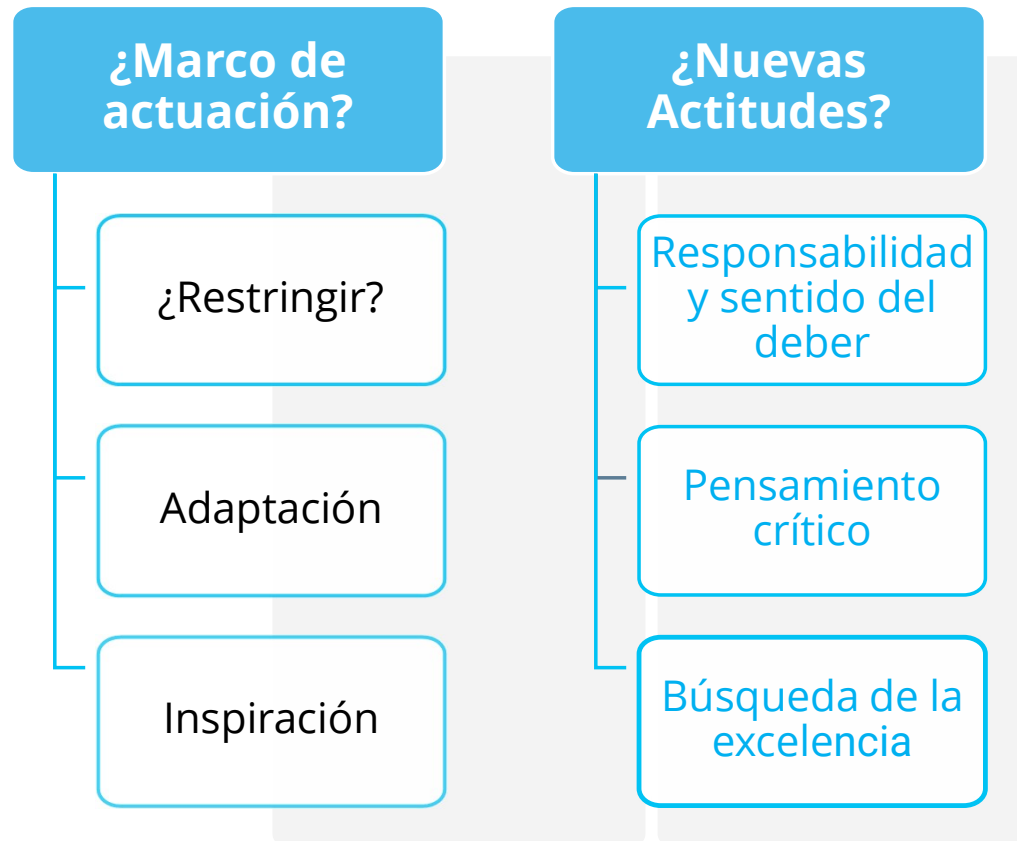 ¿Marco de
actuación?
¿Restringir?
Adaptación
Inspiración
¿Nuevas
Actitudes?
Responsabilidad
y sentido del
deber
Pensamiento
crítico
Búsqueda de la
excelencia